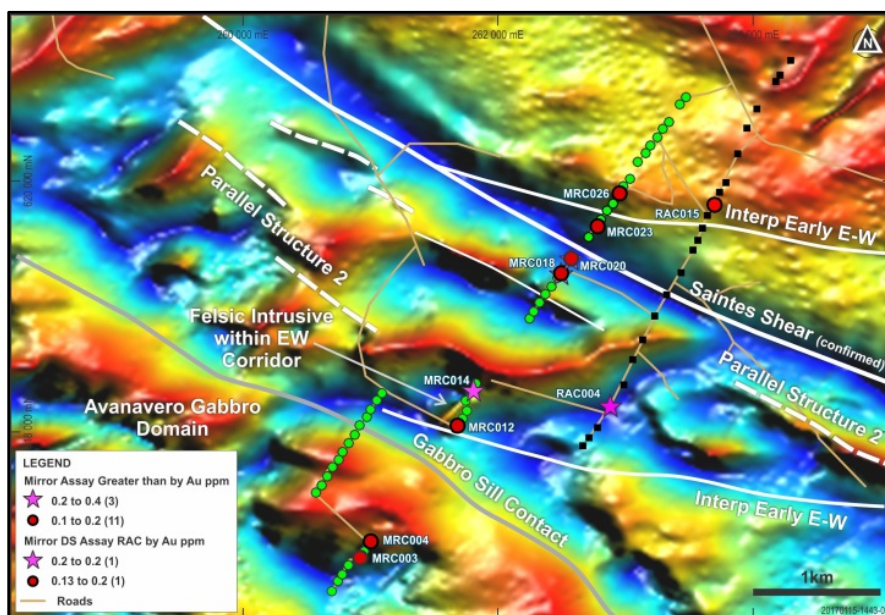 262 000 mE
N
620 000 mN
MRC026
RAC015
Interp Early E-W
MRC023
Parallel Structure 2
MRC018
MRC020
Saintes Shear (confirmed)
Felsic Intrusive
within EW
Corridor
MRC014
RAC004
Parallel Structure 2
Avanavero Gabbro
Domain
MRC012
Gabbro Sill Contact
Interp Early E-W
LEGEND
Mirror Assay Greater than by Au ppm
0.2 to 0.4 (3)
0.1 to 0.2 (11)
Mirror DS Assay RAC by Au ppm
0.2 to 0.2 (1)
0.13 to 0.2 (1)
Roads
MRC004
MRC003
1km